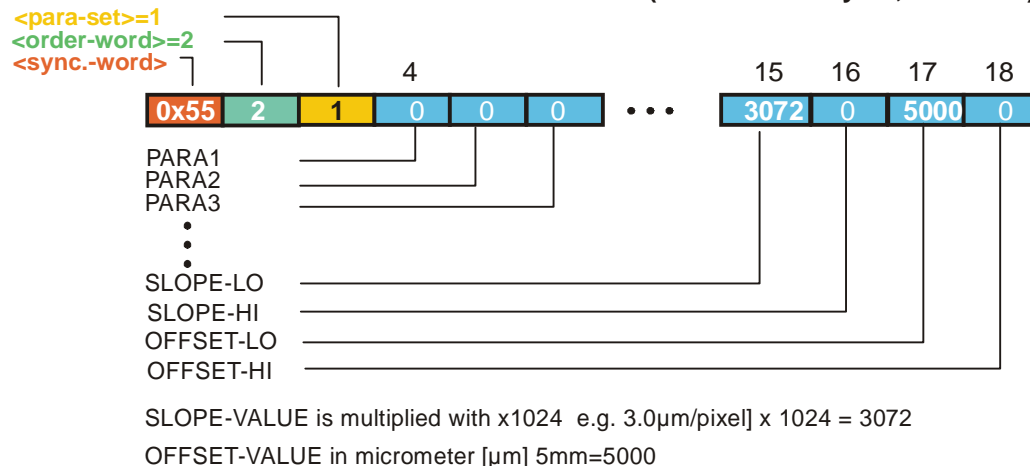 <para-set>=1
<order-word>=2
<sync.-word>
4 15 16 17 18
0x55 2 1 0 0 0 ••• 3072 0 5000 0
PARA1
PARA2
PARA3
SLOPE-LO
SLOPE-HI
OFFSET-LO
OFFSET-HI
SLOPE-VALUE is multiplied with x1024 e.g. 3.0µm/pixel] x 1024 = 3072
OFFSET-VALUE in micrometer [µm] 5mm=5000